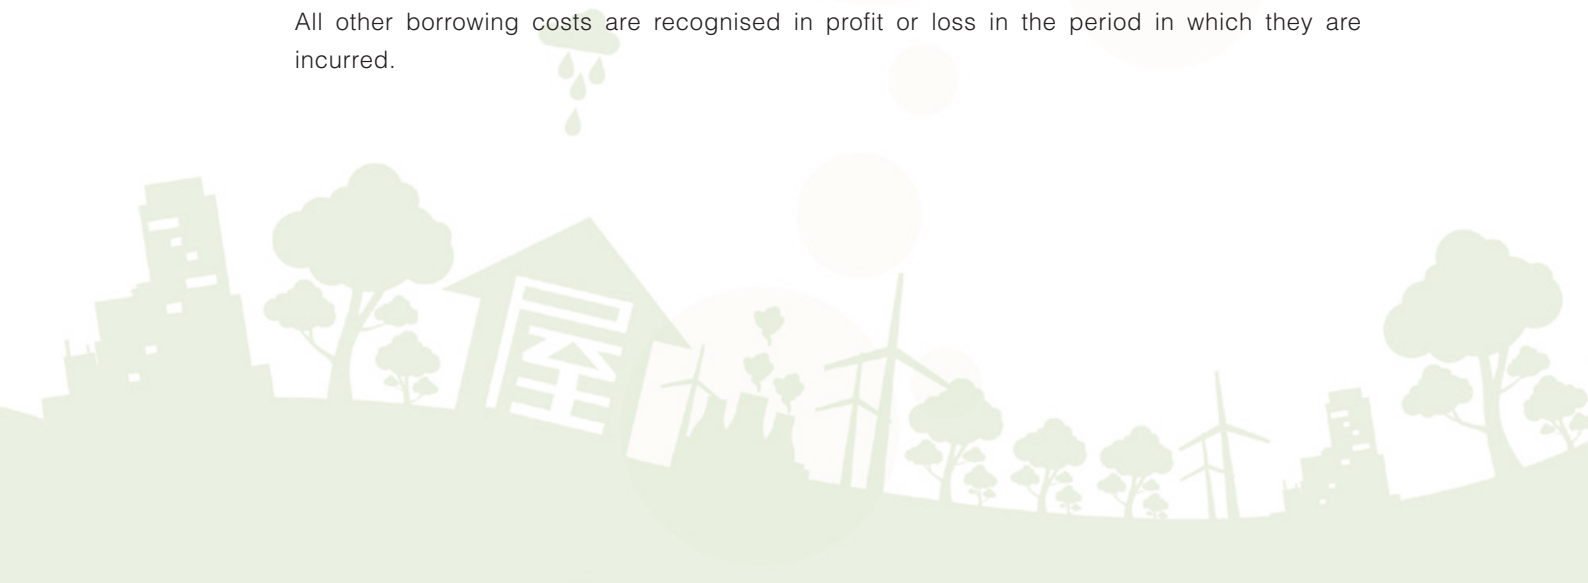 All other borrowing costs are recognised in profit or loss in the period in which they are
incurred.
屋